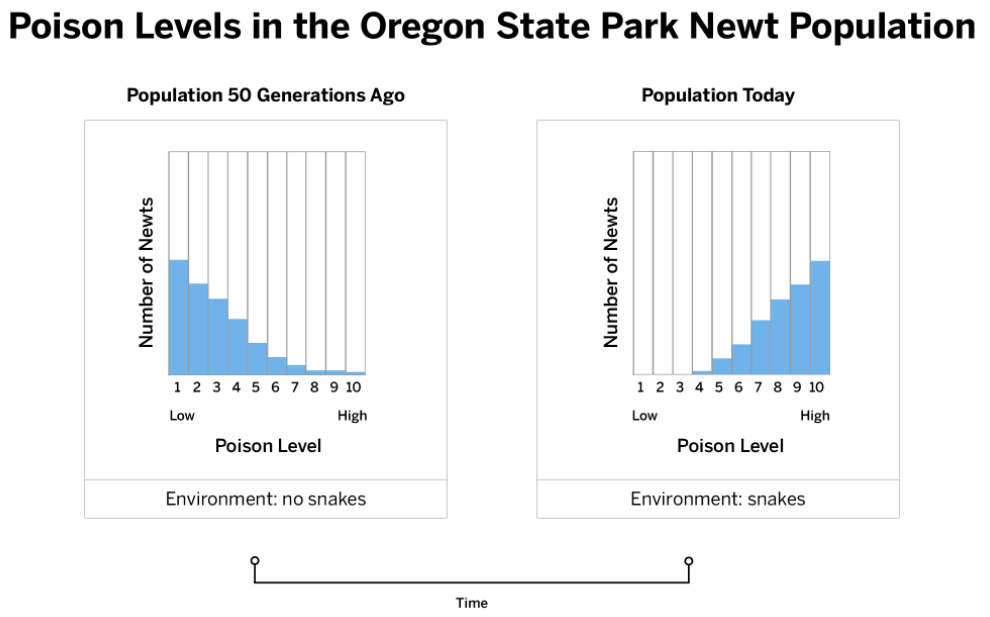 Poison Levels in the Oregon State Park Newt Population
Population 50 Generations Ago
Number of Newts
1 2 3 4 5 6 7 8 9 10
Low High
Poison Level
Environment: no snakes
Population Today
Number of Newts
1 2 3 4 5 6 7 8 9 10
Low High
Poison Level
Environment: snakes
Time